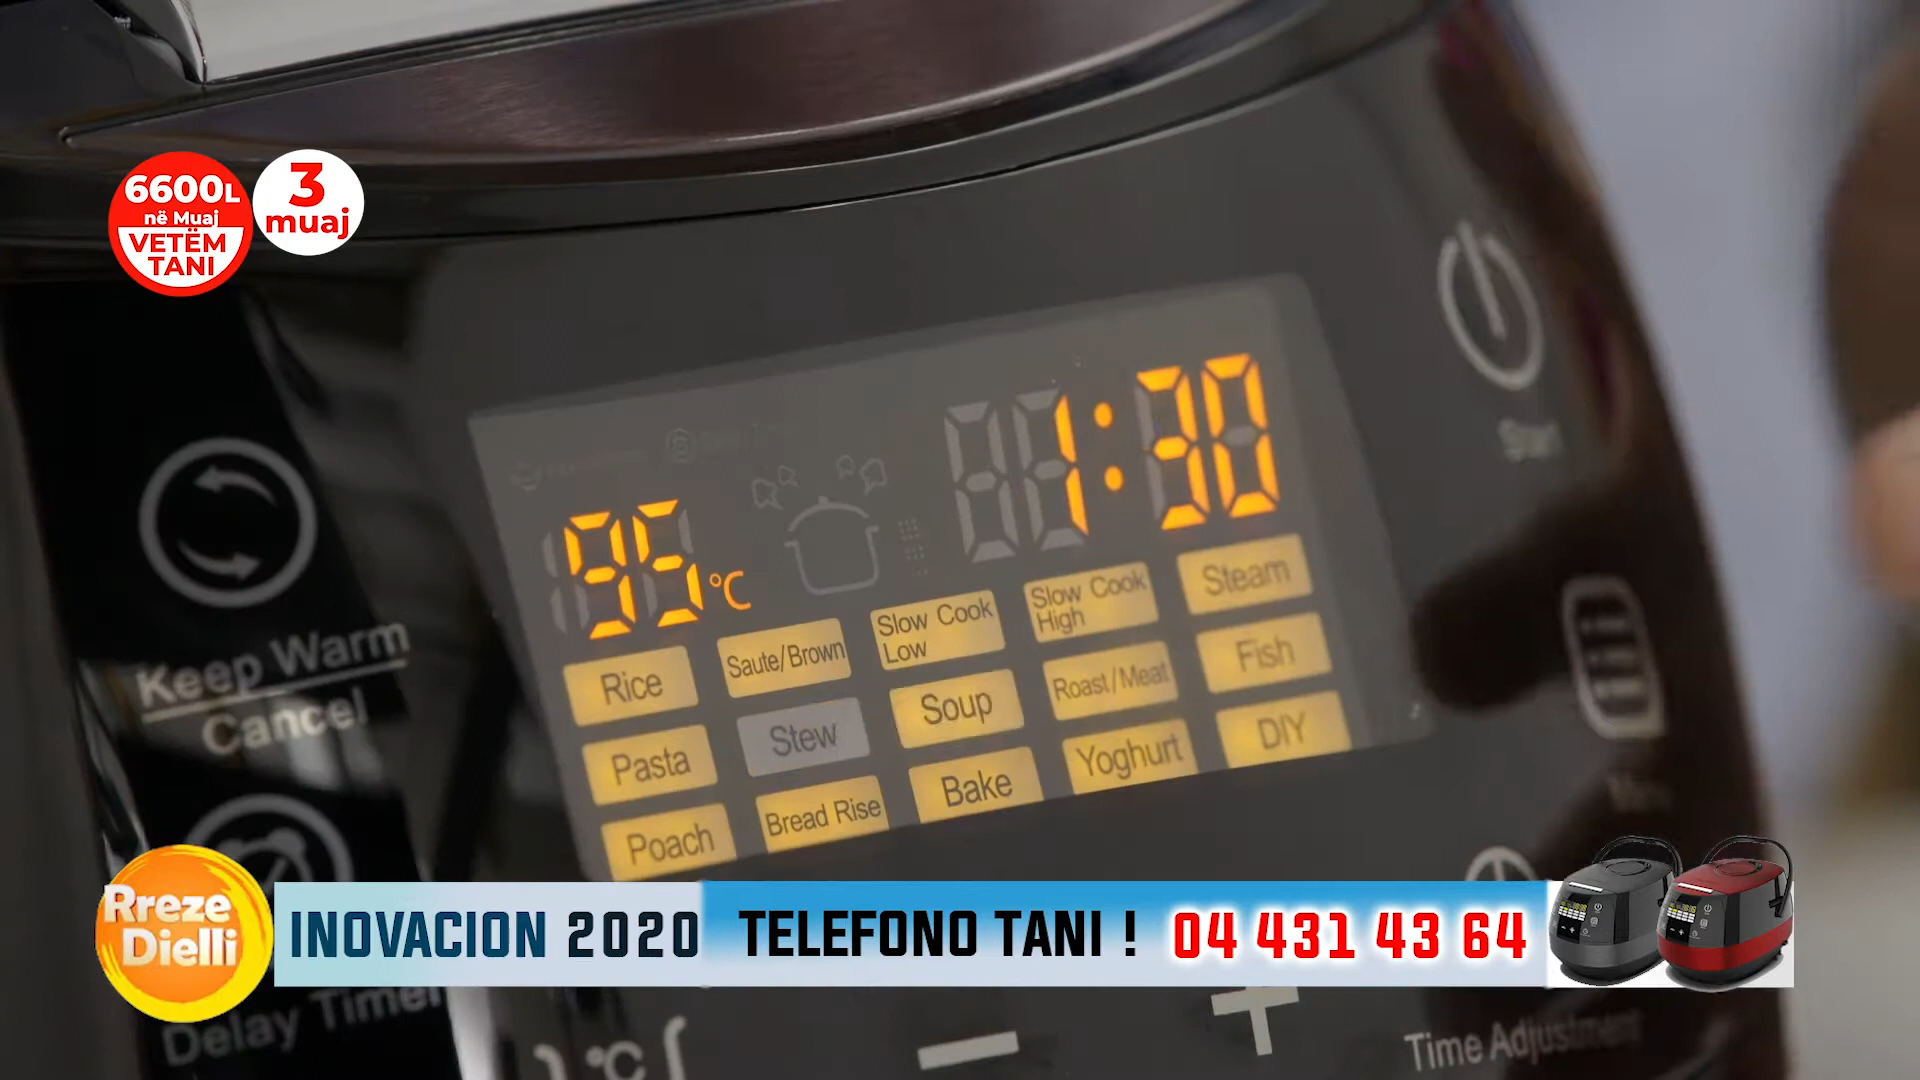 6600L
në Muaj
VETËM
TANI
3
muaj
1:30
95°C
Start
Keep Warm
Cancel
Rice
Saute/Brown
Slow Cook
Low
Slow Cook
High
Steam
Pasta
Stew
Soup
Roast/Meat
Fish
Poach
Bread Rise
Bake
Yoghurt
DIY
Menu
Rreze
Dielli
INOVACION 2020
TELEFONO TANI !
04 431 43 64
Delay Timer
°C
Time Adjustment